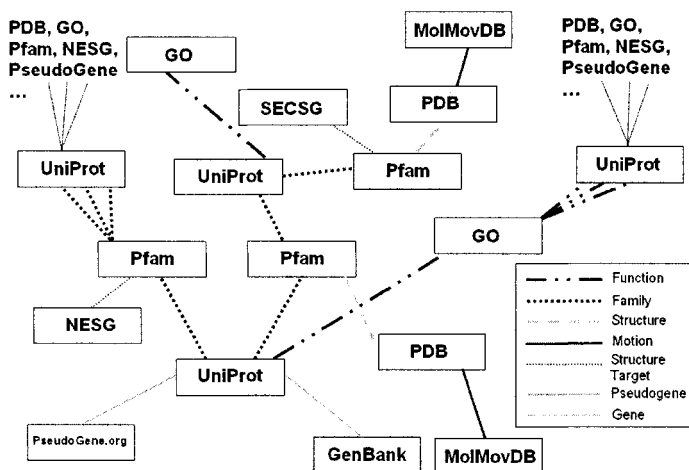 PDB, GO,
Pfam, NESG,
PseudoGene
...
GO
MolMovDB
PDB, GO,
Pfam, NESG,
PseudoGene
...
SECSG
PDB
UniProt
UniProt
Pfam
UniProt
GO
Pfam
Pfam
NESG
PDB
UniProt
PseudoGene.org
GenBank
MolMovDB
Function
Family
Structure
Motion
Structure
Target
Pseudogene
Gene